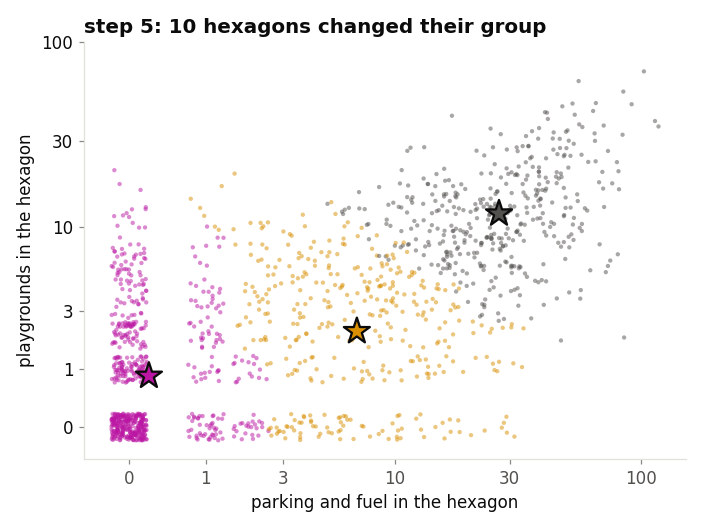 step 5: 10 hexagons changed their group
100
30
10
3
1
0
playgrounds in the hexagon
0 1 3 10 30 100
parking and fuel in the hexagon